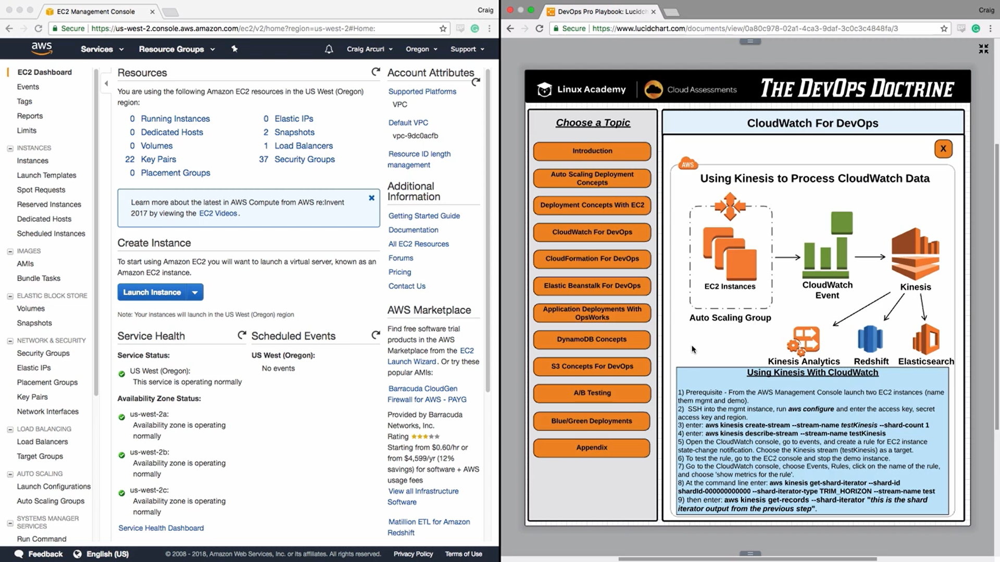 EC2 Management Console
Craig
Secure
https://us-west-2.console.aws.amazon.com/ec2/v2/home?region=us-west-2#Home:
aws
Services
Resource Groups
Craig Arcuri
Oregon
Support
EC2 Dashboard
Events
Tags
Reports
Limits
INSTANCES
Instances
Launch Templates
Spot Requests
Reserved Instances
Dedicated Hosts
Scheduled Instances
IMAGES
AMIs
Bundle Tasks
ELASTIC BLOCK STORE
Volumes
Snapshots
NETWORK & SECURITY
Security Groups
Elastic IPs
Placement Groups
Key Pairs
Network Interfaces
LOAD BALANCING
Load Balancers
Target Groups
AUTO SCALING
Launch Configurations
Auto Scaling Groups
SYSTEMS MANAGER
SERVICES
Run Command
Resources
You are using the following Amazon EC2 resources in the US West (Oregon)
region:
0 Running Instances
0 Elastic IPs
0 Dedicated Hosts
2 Snapshots
0 Volumes
1 Load Balancers
22 Key Pairs
37 Security Groups
0 Placement Groups
Learn more about the latest in AWS Compute from AWS re:Invent
2017 by viewing the EC2 Videos.
Create Instance
To start using Amazon EC2 you will want to launch a virtual server, known as an
Amazon EC2 instance.
Launch Instance
Note: Your instances will launch in the US West (Oregon) region
Service Health
Service Status:
US West (Oregon):
This service is operating normally
Availability Zone Status:
us-west-2a:
Availability zone is operating
normally
us-west-2b:
Availability zone is operating
normally
us-west-2c:
Availability zone is operating
normally
Service Health Dashboard
Scheduled Events
US West (Oregon):
No events
Account Attributes
Supported Platforms
VPC
Default VPC
vpc-9dc0acfb
Resource ID length
management
Additional
Information
Getting Started Guide
Documentation
All EC2 Resources
Forums
Pricing
Contact Us
AWS Marketplace
Find free software trial
products in the AWS
Marketplace from the EC2
Launch Wizard. Or try these
popular AMIs:
Barracuda CloudGen
Firewall for AWS - PAYG
Provided by Barracuda
Networks, Inc.
Rating
Starting from $0.60/hr or
from $4,599/yr (12%
savings) for software + AWS
usage fees
View all Infrastructure
Software
Matillion ETL for Amazon
Redshift
Feedback
English (US)
© 2008 - 2018, Amazon Web Services, Inc. or its affiliates. All rights reserved.
Privacy Policy
Terms of Use
DevOps Pro Playbook: Lucidch
Craig
Secure
https://www.lucidchart.com/documents/view/0a80c978-02a1-4ca3-9daf-3c0c3c4848fa/3
Linux Academy
Cloud Assessments
THE DEVOPS DOCTRINE
Choose a Topic
Introduction
Auto Scaling Deployment
Concepts
Deployment Concepts With EC2
CloudWatch For DevOps
CloudFormation For DevOps
Elastic Beanstalk For DevOps
Application Deployments With
OpsWorks
DynamoDB Concepts
S3 Concepts For DevOps
A/B Testing
Blue/Green Deployments
Appendix
CloudWatch For DevOps
X
AWS
Using Kinesis to Process CloudWatch Data
EC2 Instances
Auto Scaling Group
CloudWatch
Event
Kinesis
Kinesis Analytics
Redshift
Elasticsearch
Using Kinesis With CloudWatch
1) Prerequisite - From the AWS Management Console launch two EC2 instances (name
them mgmt and demo).
2) SSH into the mgmt instance, run aws configure and enter the access key, secret
access key and region.
3) enter: aws kinesis create-stream --stream-name testKinesis --shard-count 1
4) enter: aws kinesis describe-stream --stream-name testKinesis
5) Open the CloudWatch console, go to events, and create a rule for EC2 instance
state-change notification. Choose the Kinesis stream (testKinesis) as a target.
6) To test the rule, go to the EC2 console and stop the demo instance.
7) Go to the CloudWatch console, choose Events, Rules, click on the name of the rule,
and choose 'show metrics for the rule'.
8) At the command line enter: aws kinesis get-shard-iterator --shard-id
shardId-000000000000 --shard-iterator-type TRIM_HORIZON --stream-name test
9) then enter: aws kinesis get-records --shard-iterator "this is the shard
iterator output from the previous step".